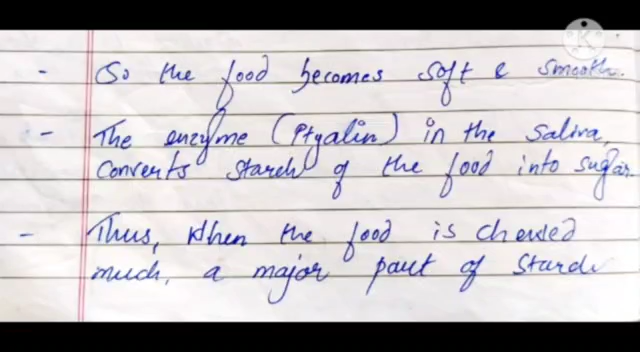 - So the food becomes soft & smooth.
- The enzyme (Ptyalin) in the saliva,
converts starch of the food into sugar.
- Thus, when the food is chewed
much, a major part of starch